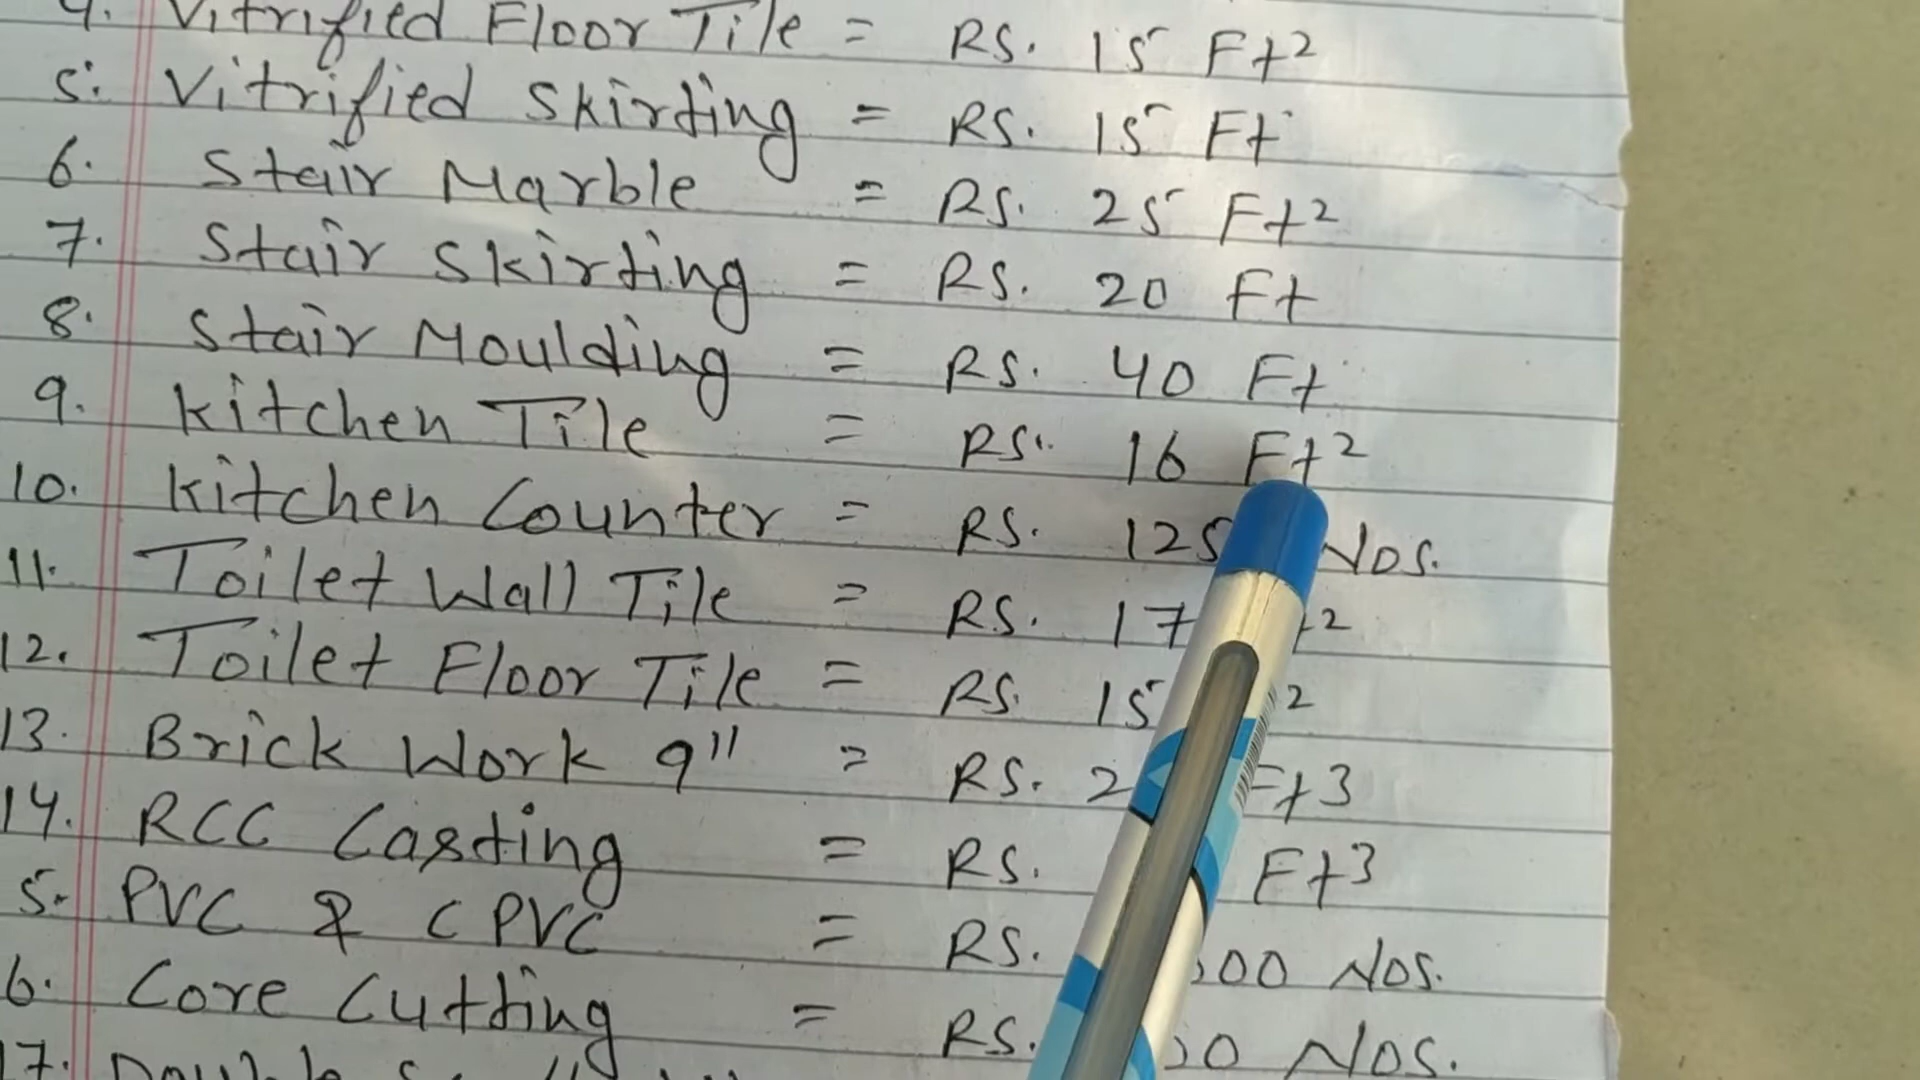 4. Vitrified Floor Tile = RS. 15 Ft2
5. Vitrified Skirting = RS. 15 Ft
6. Stair Marble = RS. 25 Ft2
7. Stair Skirting = RS. 20 Ft
8. Stair Moulding = RS. 40 Ft
9. Kitchen Tile = RS. 16 Ft2
10. Kitchen Counter = RS. Nos.
11. Toilet Wall Tile = RS. 17
12. Toilet Floor Tile = RS. 15
13. Brick Work 9" = RS. Ft3
14. RCC Casting = RS. Ft3
5. PVC & CPVC = RS. Nos.
6. Core Cutting = RS. Nos.
17.